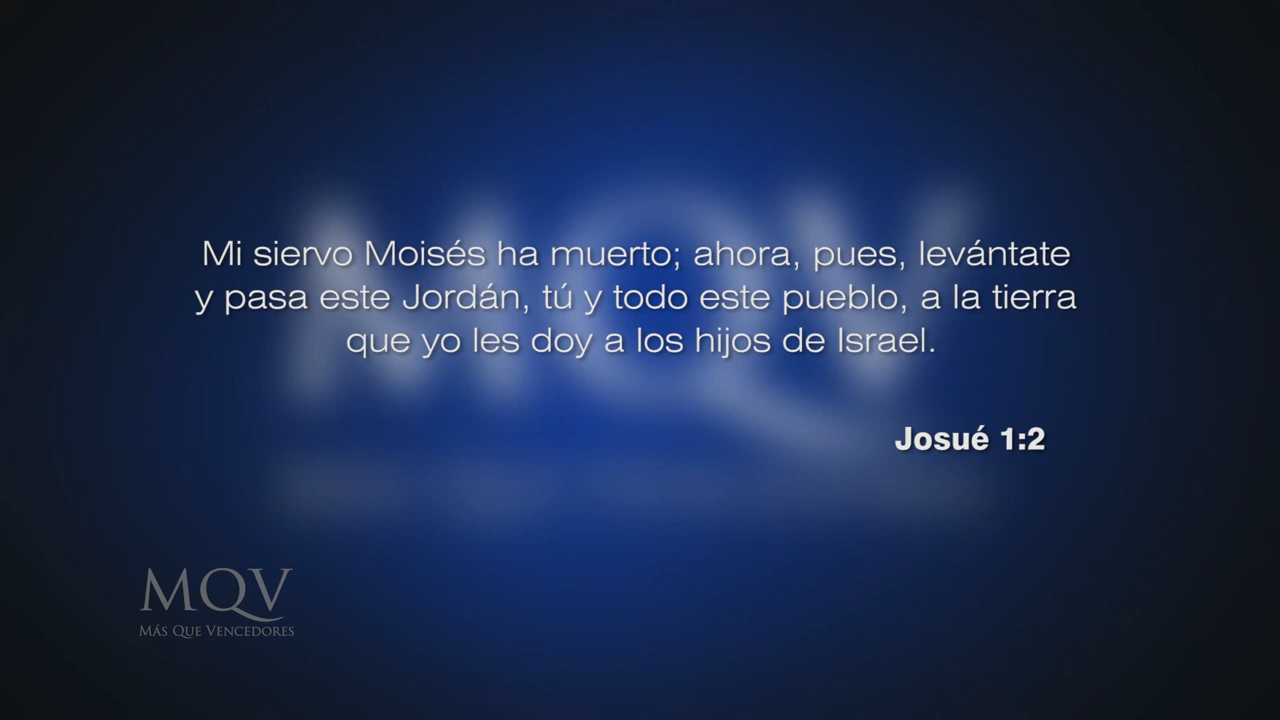 Mi siervo Moisés ha muerto; ahora, pues, levántate
y pasa este Jordán, tú y todo este pueblo, a la tierra
que yo les doy a los hijos de Israel.
Josué 1:2
MQV
MÁS QUE VENCEDORES